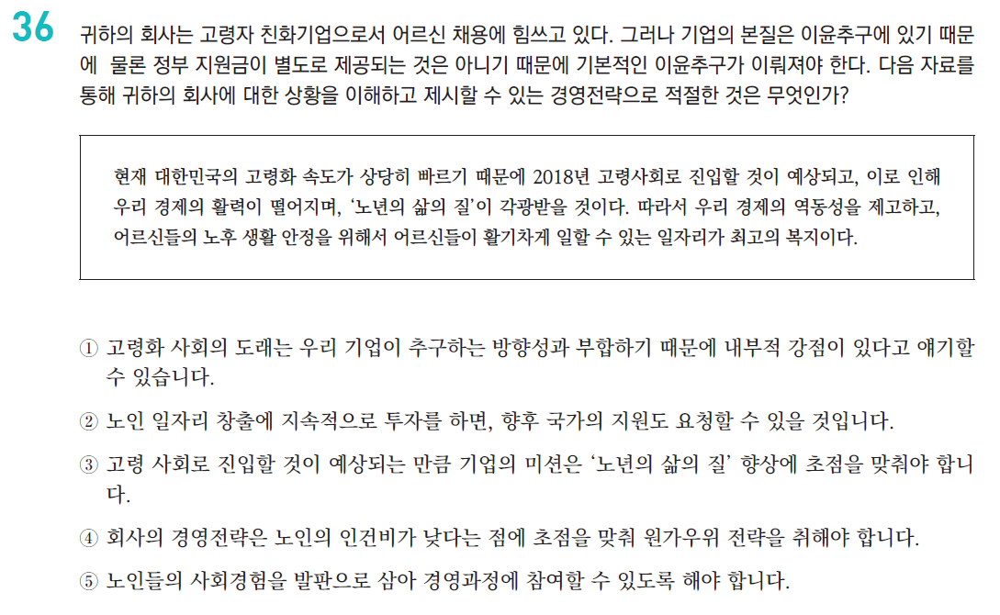 36
귀하의 회사는 고령자 친화기업으로서 어르신 채용에 힘쓰고 있다. 그러나 기업의 본질은 이윤추구에 있기 때문
에 물론 정부 지원금이 별도로 제공되는 것은 아니기 때문에 기본적인 이윤추구가 이뤄져야 한다. 다음 자료를
통해 귀하의 회사에 대한 상황을 이해하고 제시할 수 있는 경영전략으로 적절한 것은 무엇인가?
현재 대한민국의 고령화 속도가 상당히 빠르기 때문에 2018년 고령사회로 진입할 것이 예상되고, 이로 인해
우리 경제의 활력이 떨어지며, ‘노년의 삶의 질’이 각광받을 것이다. 따라서 우리 경제의 역동성을 제고하고,
어르신들의 노후 생활 안정을 위해서 어르신들이 활기차게 일할 수 있는 일자리가 최고의 복지이다.
① 고령화 사회의 도래는 우리 기업이 추구하는 방향성과 부합하기 때문에 내부적 강점이 있다고 얘기할
수 있습니다.
② 노인 일자리 창출에 지속적으로 투자를 하면, 향후 국가의 지원도 요청할 수 있을 것입니다.
③ 고령 사회로 진입할 것이 예상되는 만큼 기업의 미션은 ‘노년의 삶의 질’ 향상에 초점을 맞춰야 합니
다.
④ 회사의 경영전략은 노인의 인건비가 낮다는 점에 초점을 맞춰 원가우위 전략을 취해야 합니다.
⑤ 노인들의 사회경험을 발판으로 삼아 경영과정에 참여할 수 있도록 해야 합니다.